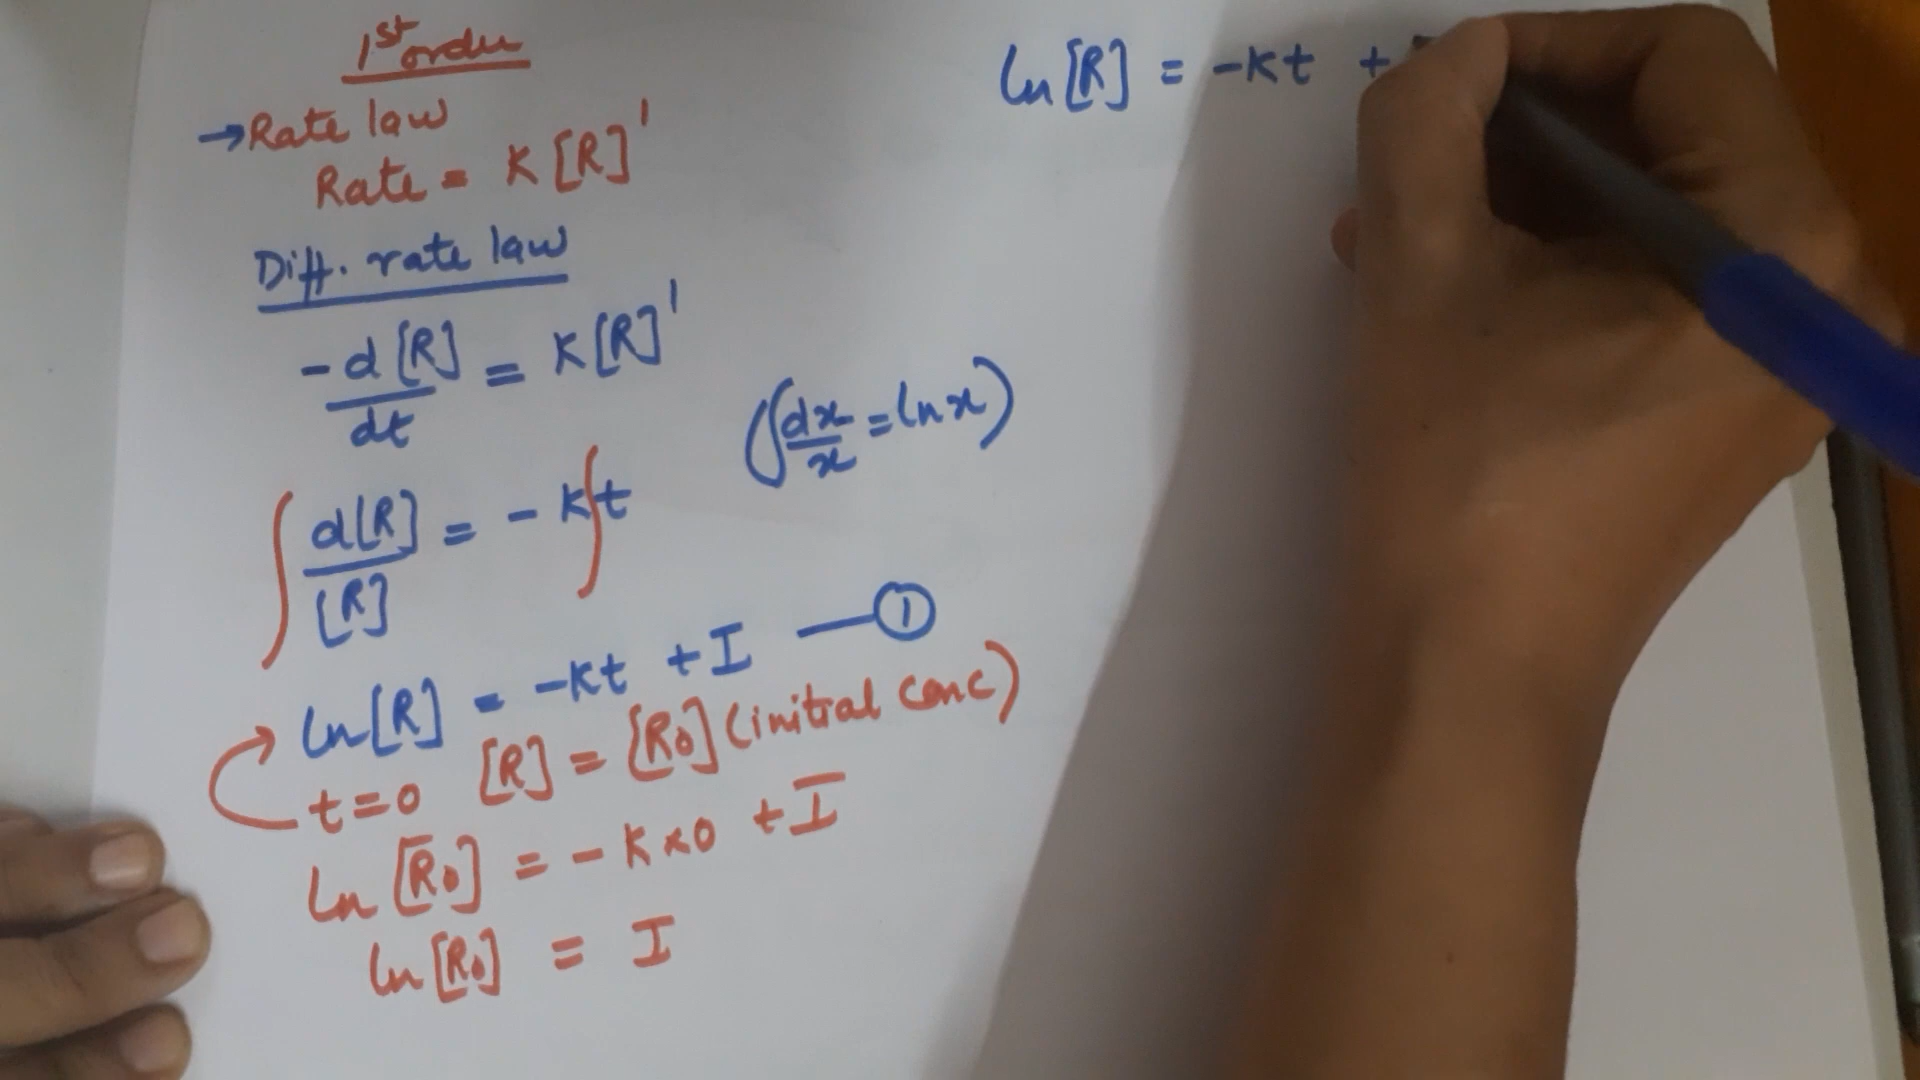 1st order
→ Rate law
Rate = K [R]¹
Diff. rate law
-d[R]/dt = K[R]¹
∫ d[R]/[R] = - K∫t
(∫dx/x = ln x)
ln[R] = -Kt + I —①
t=0 [R] = [R₀] (initial conc)
ln [R₀] = - K×0 + I
ln [R₀] = I
ln [R] = -Kt +